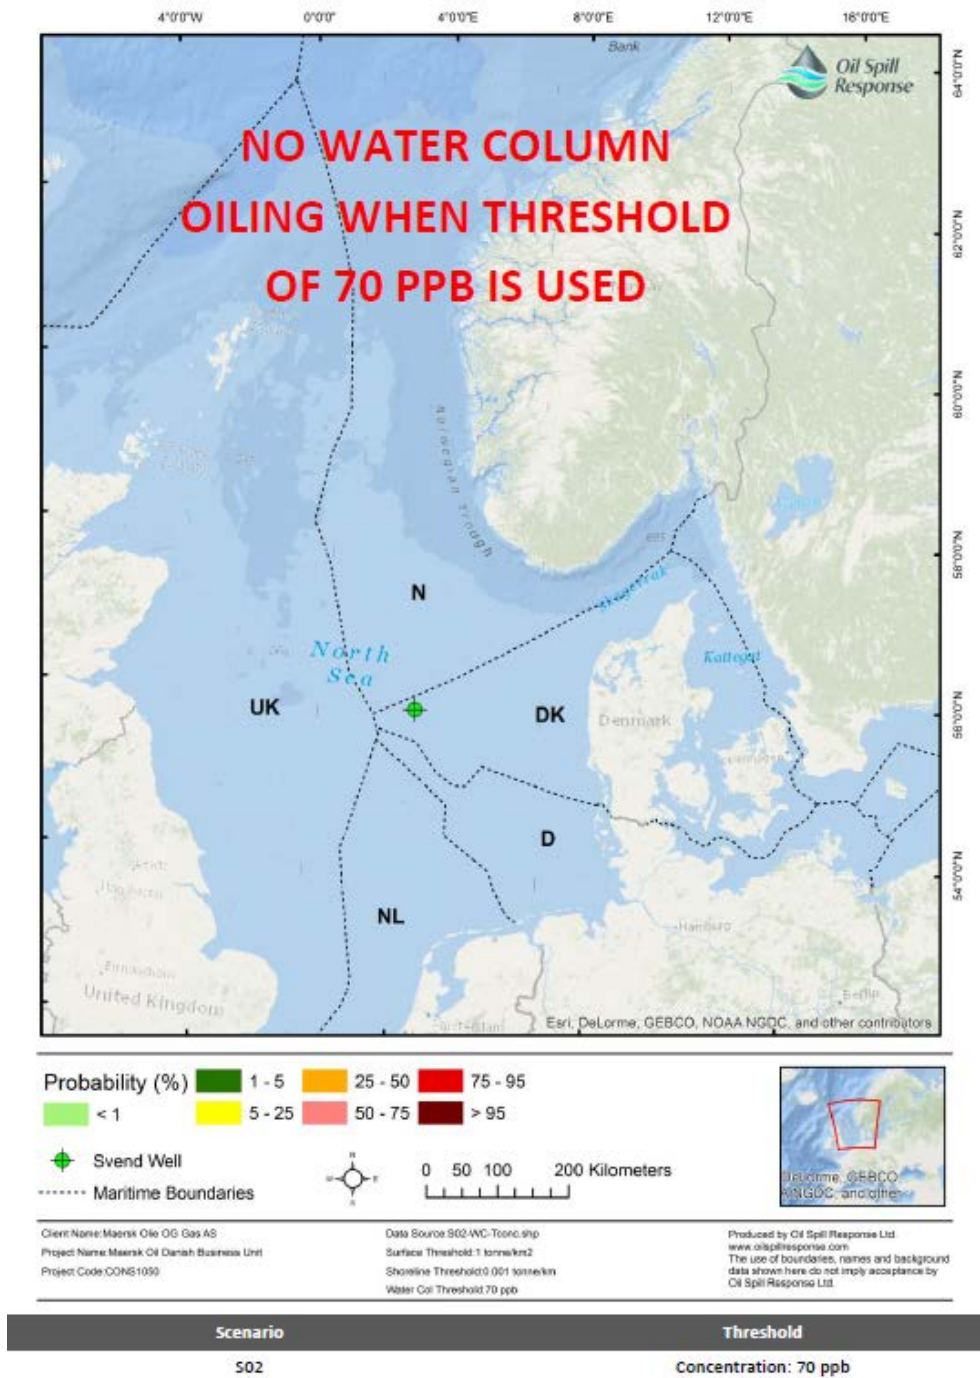 4°0'0"W 0°0'0" 4°0'0"E 8°0'0"E 12°0'0"E 16°0'0"E
Bank
Oil Spill
Response
64°0'0"N
NO WATER COLUMN
OILING WHEN THRESHOLD
OF 70 PPB IS USED
62°0'0"N
60°0'0"N
Norwegian Trough
58°0'0"N
Skagerrak
N
North
Sea
Kattegat
UK
DK
Denmark
56°0'0"N
D
54°0'0"N
NL
Hamburg
Berlin
United Kingdom
Esri, DeLorme, GEBCO, NOAA NGDC, and other contributors
Probability (%) 1 - 5 25 - 50 75 - 95
< 1 5 - 25 50 - 75 > 95
Svend Well
Maritime Boundaries
N
W E
S
0 50 100 200 Kilometers
DeLorme, GEBCO,
NGDC, and other
Client Name:Maersk Olie OG Gas AS
Project Name:Maersk Oil Danish Business Unit
Project Code:CONS1050
Data Source:S02-WC-Tconc.shp
Surface Threshold:1 tonne/km2
Shoreline Threshold:0.001 tonne/km
Water Col Threshold:70 ppb
Produced by Oil Spill Response Ltd.
www.oilspillresponse.com
The use of boundaries, names and background
data shown here do not imply acceptance by
Oil Spill Response Ltd.
Scenario Threshold
S02 Concentration: 70 ppb